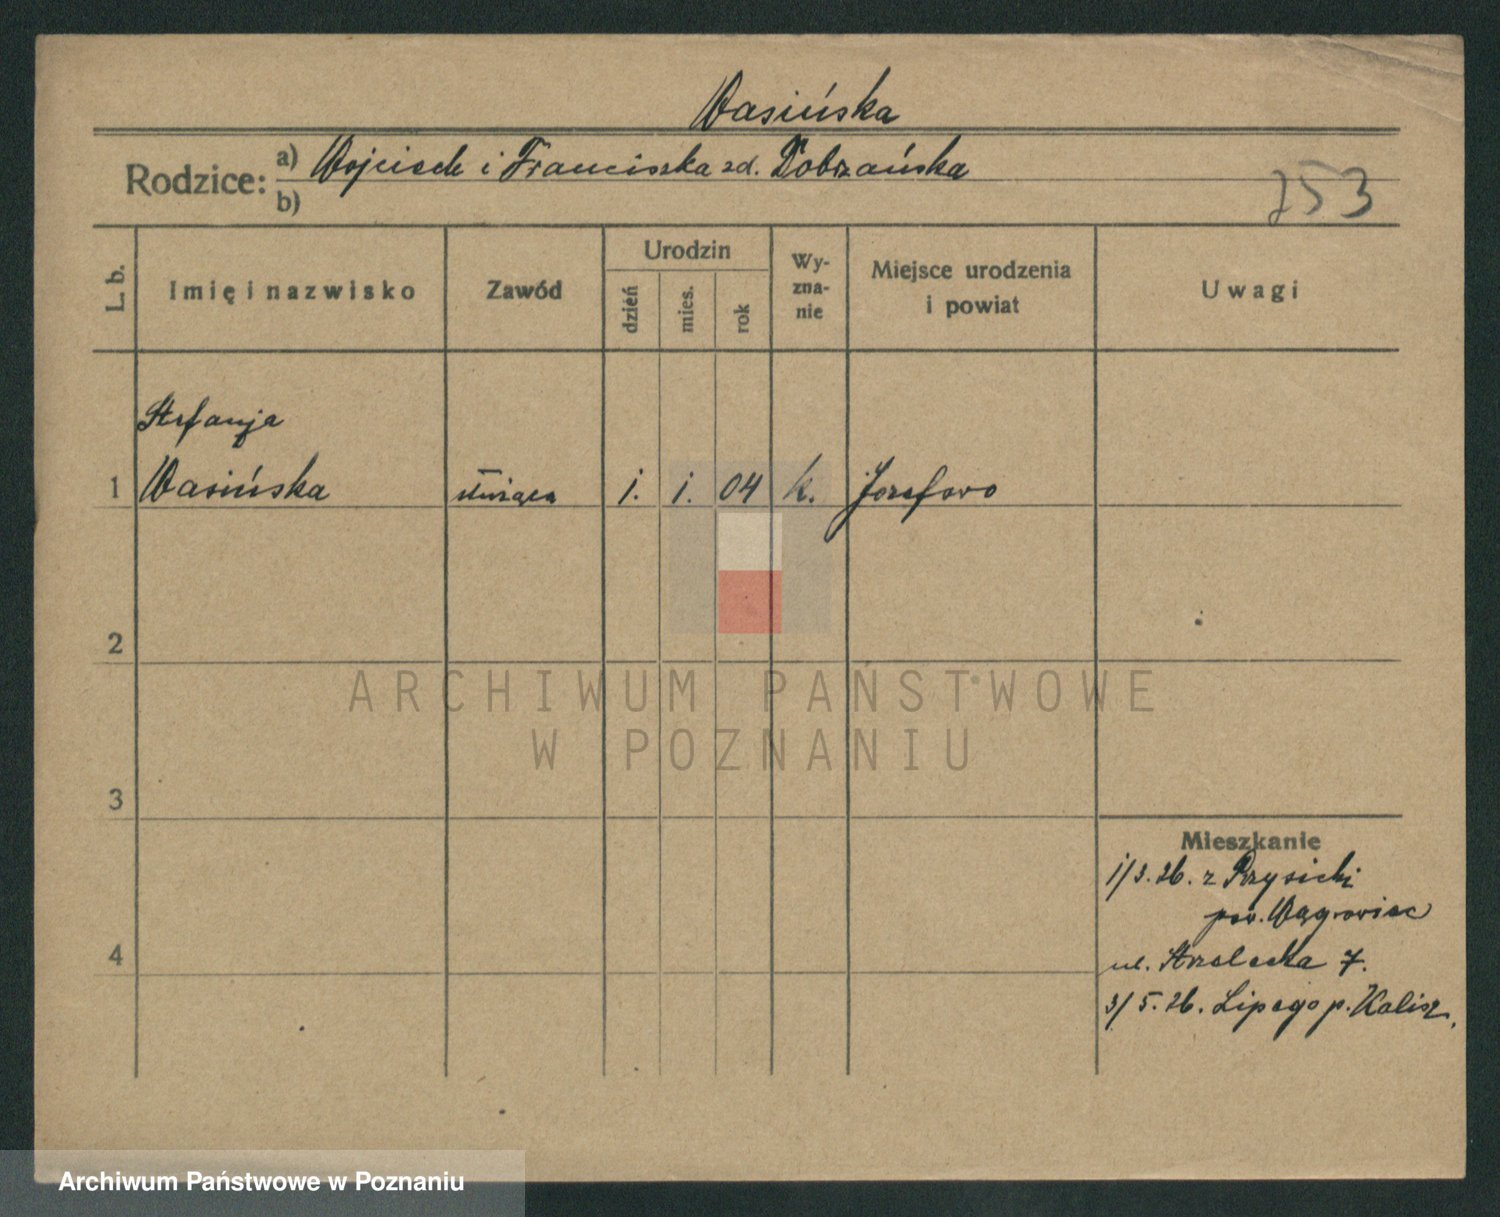 Wasińska
Rodzice: a) Wojciech i Franciszka zd. Dobrzańska
b)
753
L. b.
Imię i nazwisko
Zawód
Urodzin
dzień
mies.
rok
Wy-
zna-
nie
Miejsce urodzenia
i powiat
Uwagi
Stefanja
1 Wasińska służąca 1. 1. 04 k. Józefowo
2
3
4
Mieszkanie
1/3.26. z Przysieki
pow. Wągrowiec
ul. Strzelecka 7.
3/5.26. Lipego p. Kalisz.
ARCHIWUM PAŃSTWOWE
W POZNANIU
Archiwum Państwowe w Poznaniu